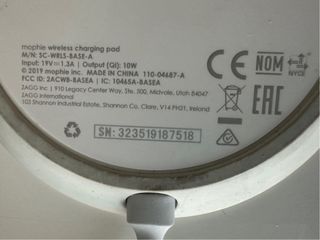 mophie wireless charging pad
M/N: SC-WRLS-BASE-A
Input: 19V⎓1.3A | Output (Qi): 10W
© 2019 mophie inc. MADE IN CHINA 110-04687-A
FCC ID: 2ACWB-BASEA | IC: 10465A-BASEA
ZAGG Inc | 910 Legacy Center Way, Ste. 500, Midvale, Utah 84047
ZAGG International
103 Shannon Industrial Estate, Shannon Co. Clare, V14 PH31, Ireland
SN: 323519187518
CE
NOM
NYCE
EAC